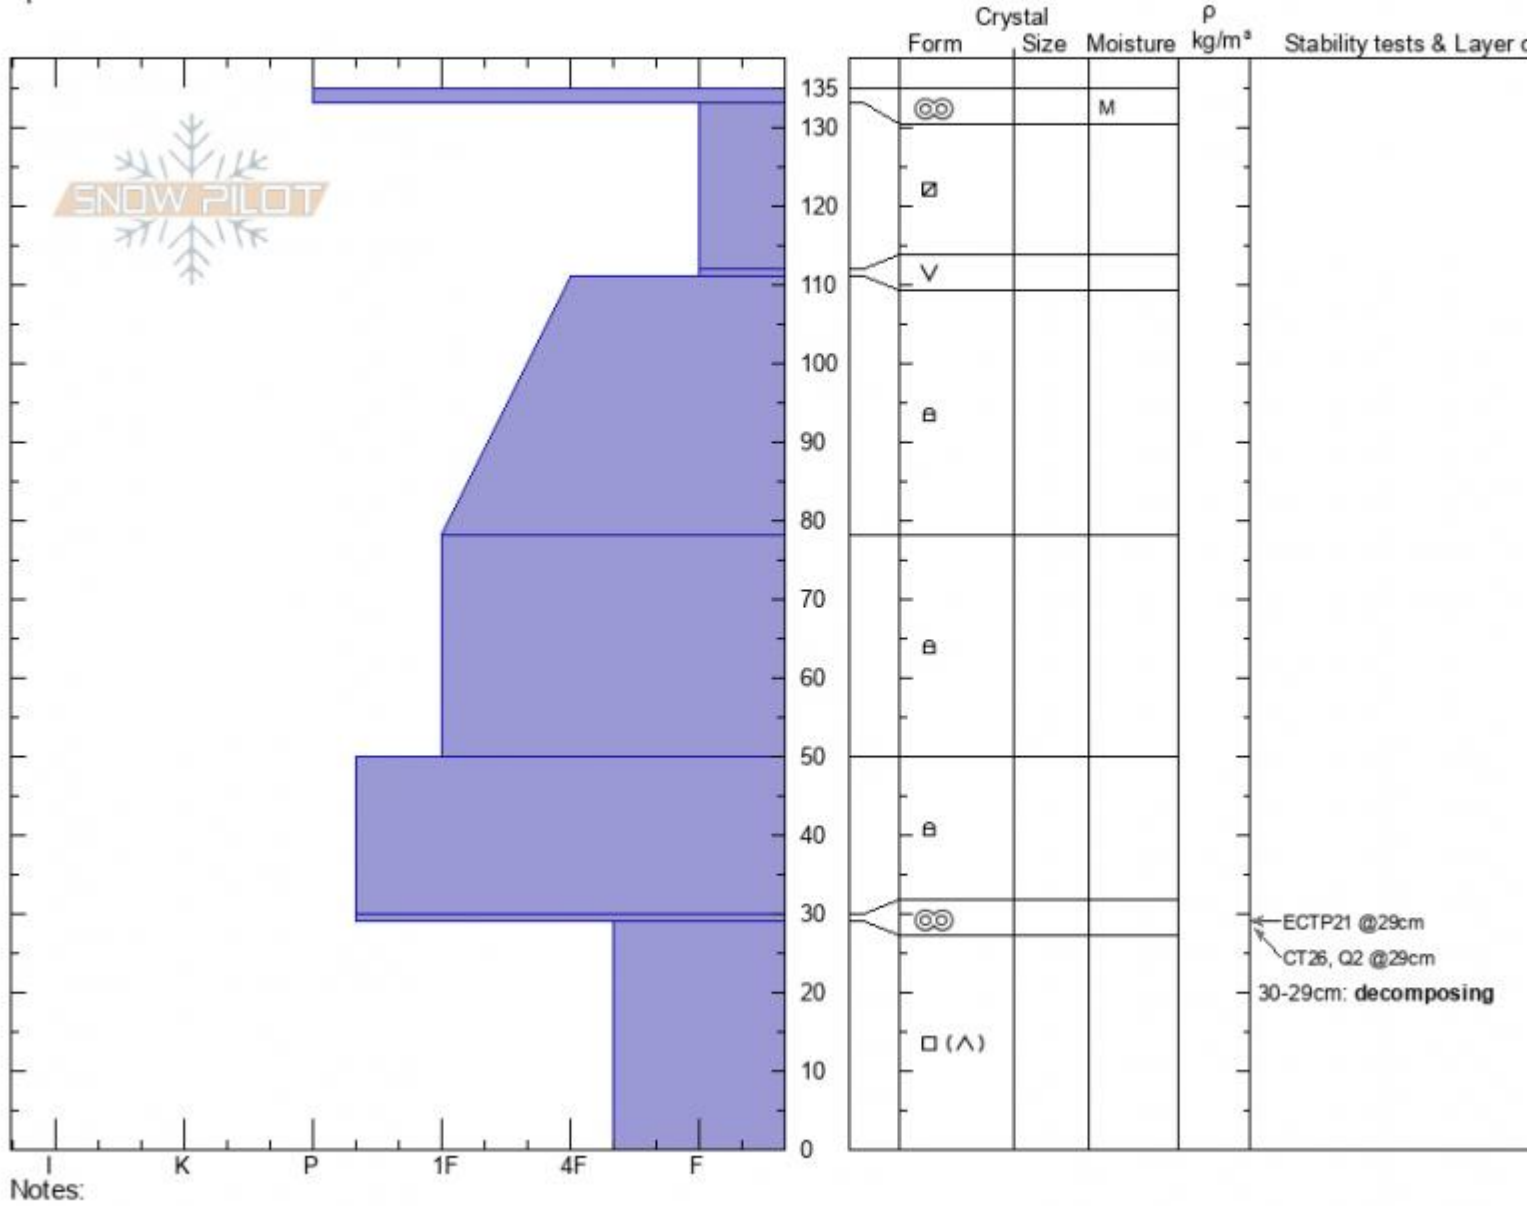 Crystal
ρ
Form Size Moisture kg/m³ Stability tests & Layer
SNOW PILOT
135
130
M
120
110
100
90
80
70
60
50
40
30
ECTP21 @29cm
CT26, Q2 @29cm
20
30-29cm: decomposing
10
0
I K P 1F 4F F
Notes: